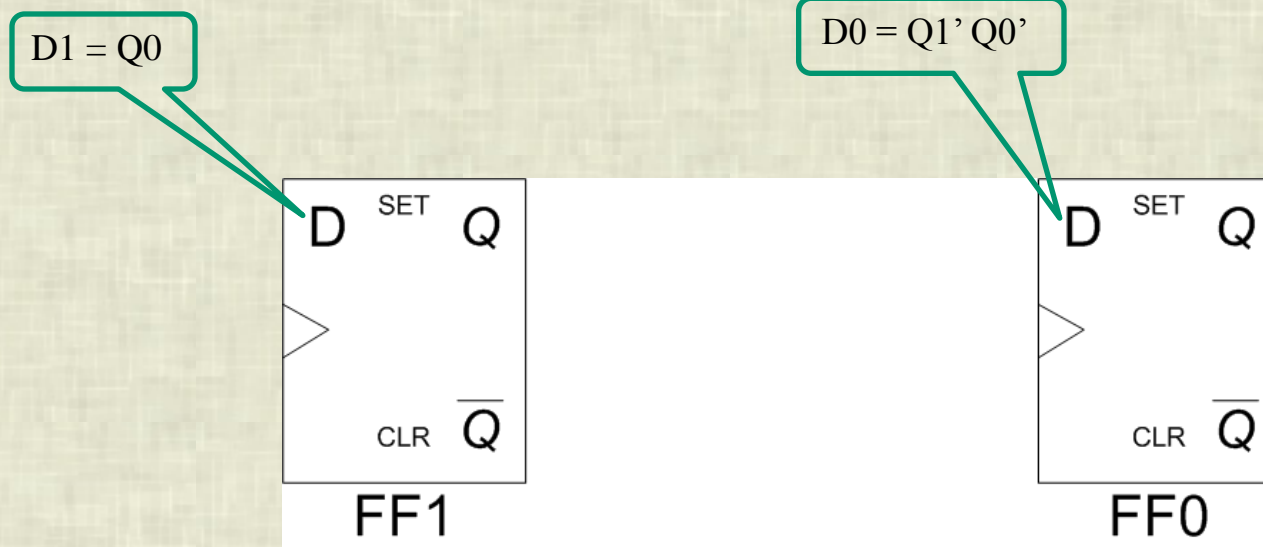 D1 = Q0
D0 = Q1’ Q0’
D SET Q
D SET Q
CLR Q̅
CLR Q̅
FF1
FF0